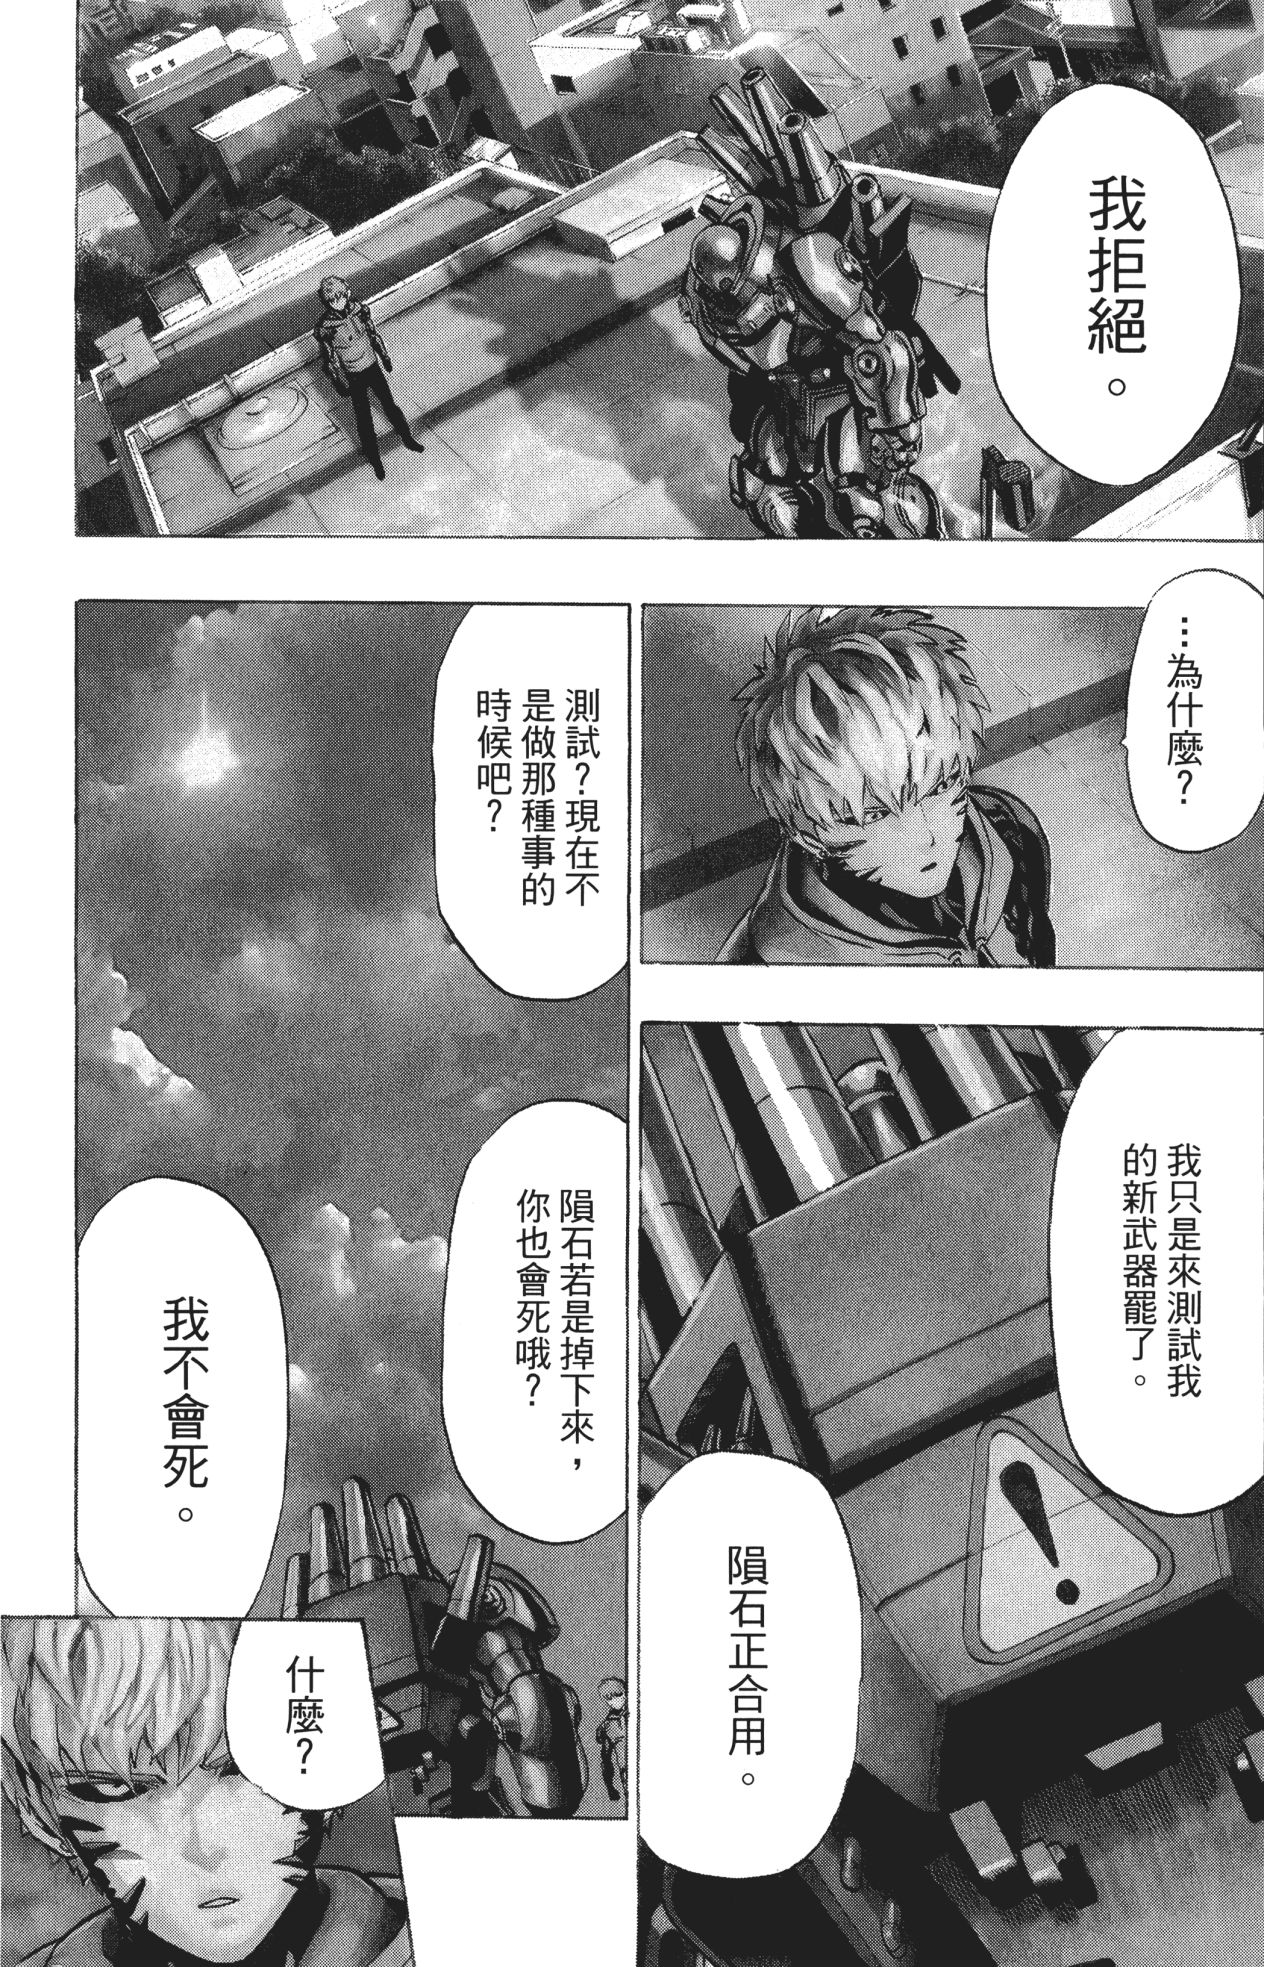 我拒絕。
…為什麼?
我只是來測試我
的新武器罷了。
隕石正合用。
測試?現在不
是做那種事的
時候吧?
隕石若是掉下來，
你也會死哦?
我不會死。
什麼?